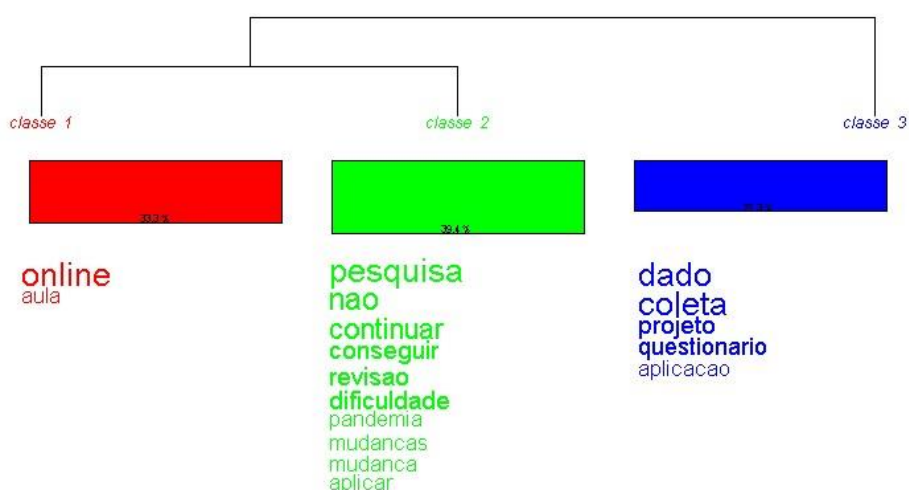 classe 1
classe 2
classe 3
33.3 %
39.4 %
online
aula
pesquisa
nao
continuar
conseguir
revisao
dificuldade
pandemia
mudancas
mudanca
aplicar
dado
coleta
projeto
questionario
aplicacao